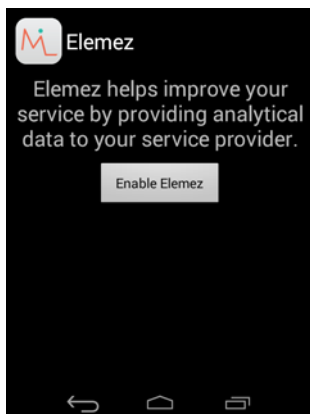 Elemez
Elemez helps improve your
service by providing analytical
data to your service provider.
Enable Elemez